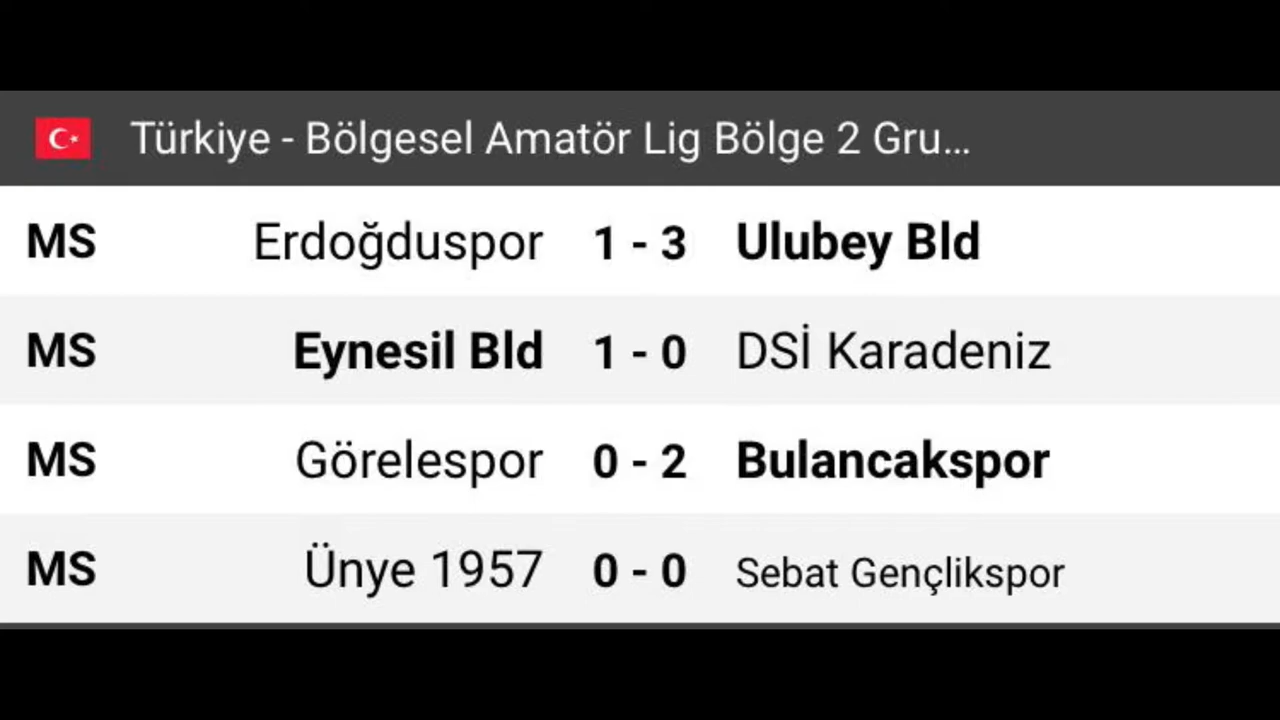 Türkiye - Bölgesel Amatör Lig Bölge 2 Gru...
MS Erdoğduspor 1 - 3 Ulubey Bld
MS Eynesil Bld 1 - 0 DSİ Karadeniz
MS Görelespor 0 - 2 Bulancakspor
MS Ünye 1957 0 - 0 Sebat Gençlikspor